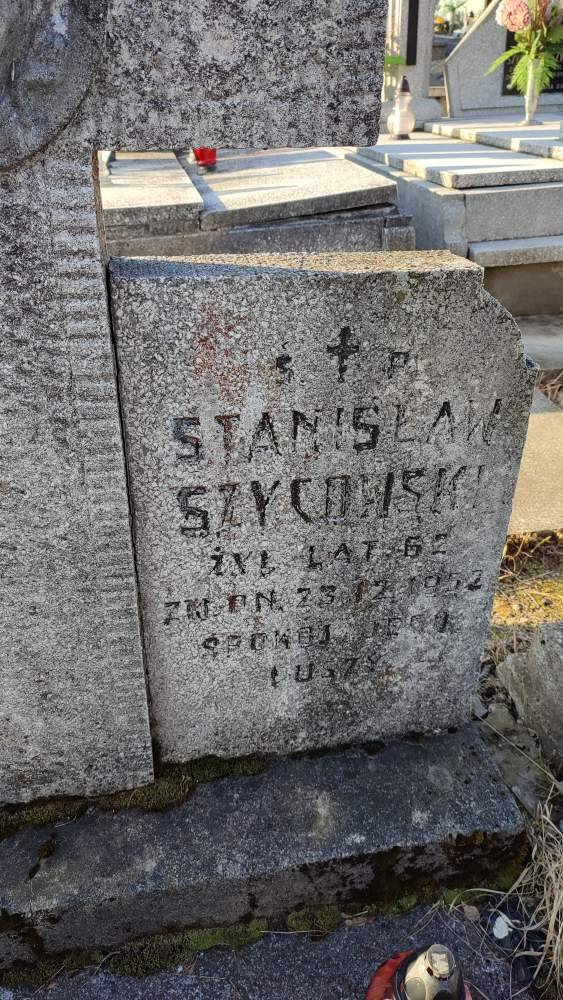 Ś. † P.
STANISŁAW
SZYCOWSKI
ŻYŁ LAT. 62
ZM. DN. 23.12.1952
SPOKÓJ JEGO
DUSZY